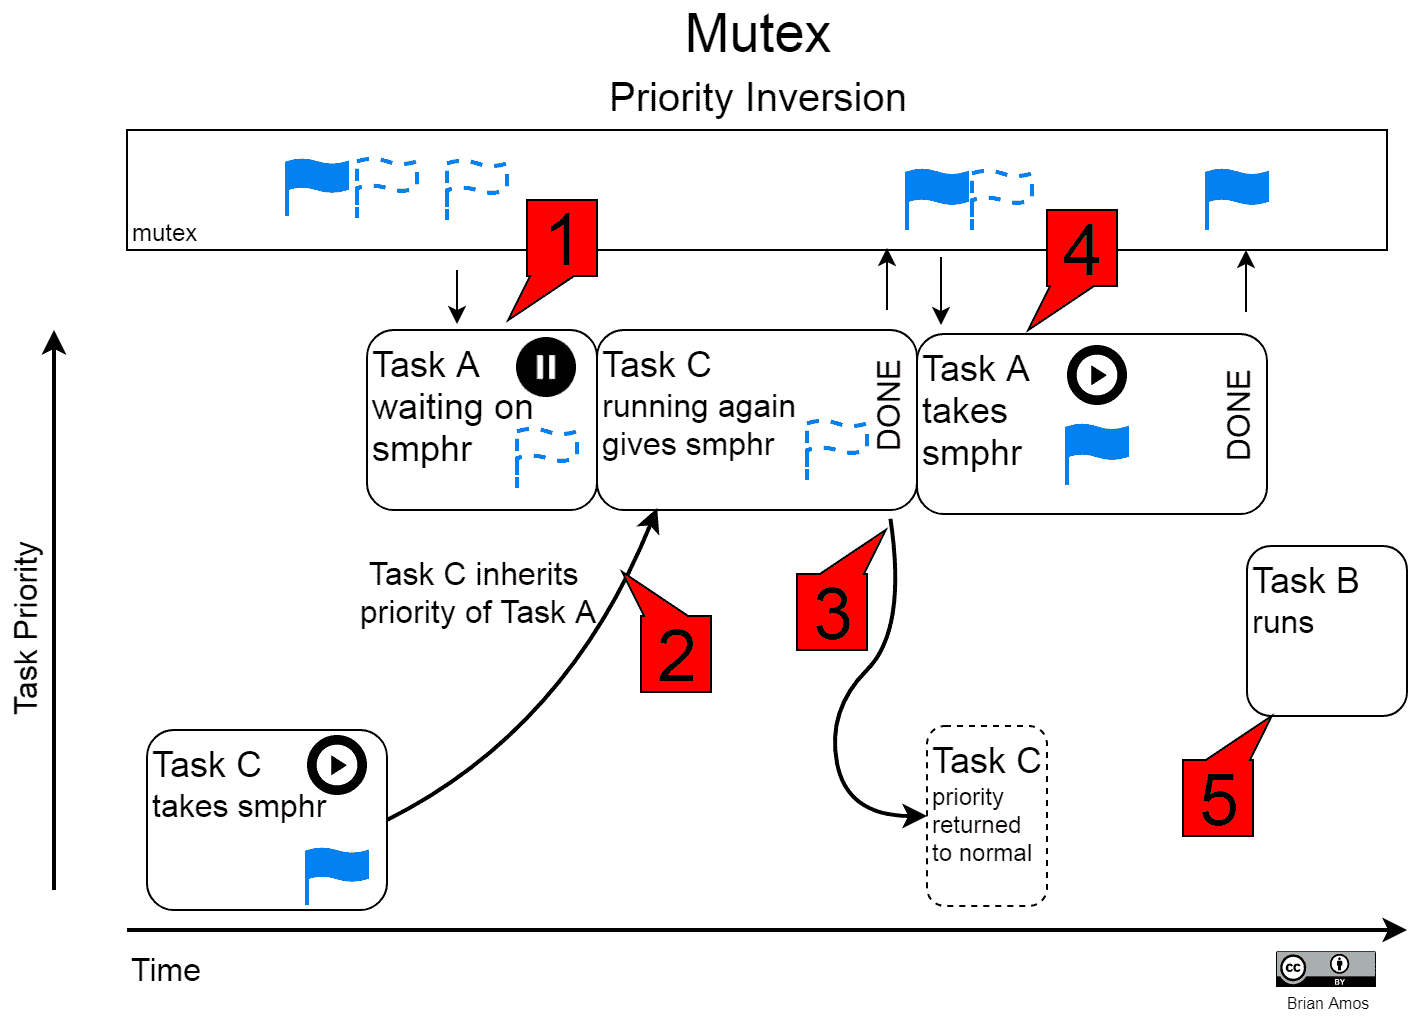 Mutex
Priority Inversion
mutex
1
4
Task A
waiting on
smphr
Task C
running again
gives smphr
DONE
Task A
takes
smphr
DONE
Task C inherits
priority of Task A
2
3
Task B
runs
Task Priority
Task C
takes smphr
Task C
priority
returned
to normal
5
Time
cc
BY
Brian Amos